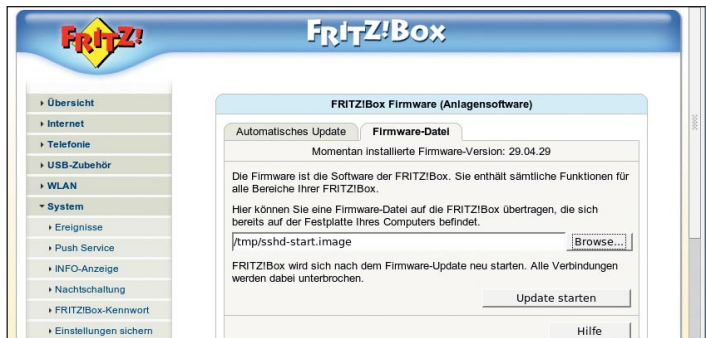 FRITZ!
FRITZ!BOX
Übersicht
Internet
Telefonie
USB-Zubehör
WLAN
System
Ereignisse
Push Service
INFO-Anzeige
Nachtschaltung
FRITZ!Box-Kennwort
Einstellungen sichern
FRITZ!Box Firmware (Anlagensoftware)
Automatisches Update
Firmware-Datei
Momentan installierte Firmware-Version: 29.04.29
Die Firmware ist die Software der FRITZ!Box. Sie enthält sämtliche Funktionen für
alle Bereiche Ihrer FRITZ!Box.
Hier können Sie eine Firmware-Datei auf die FRITZ!Box übertragen, die sich
bereits auf der Festplatte Ihres Computers befindet.
/tmp/sshd-start.image
Browse...
FRITZ!Box wird sich nach dem Firmware-Update neu starten. Alle Verbindungen
werden dabei unterbrochen.
Update starten
Hilfe